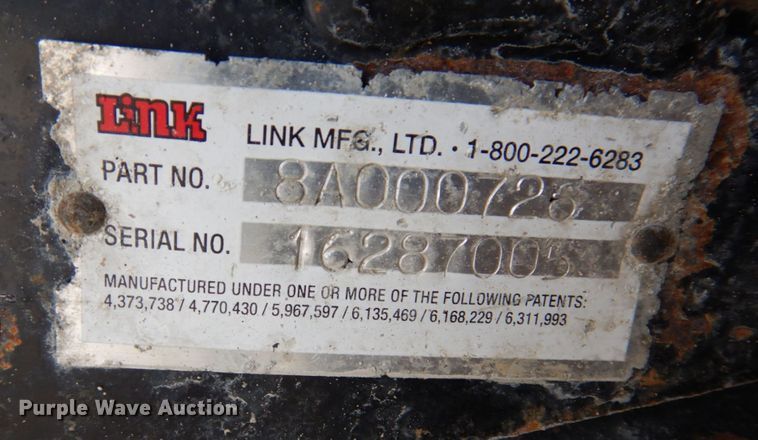 Link
LINK MFG., LTD. • 1-800-222-6283
PART NO. 8A000726
SERIAL NO.
MANUFACTURED UNDER ONE OR MORE OF THE FOLLOWING PATENTS:
4,373,738 / 4,770,430 / 5,967,597 / 6,135,469 / 6,168,229 / 6,311,993
Purple Wave Auction